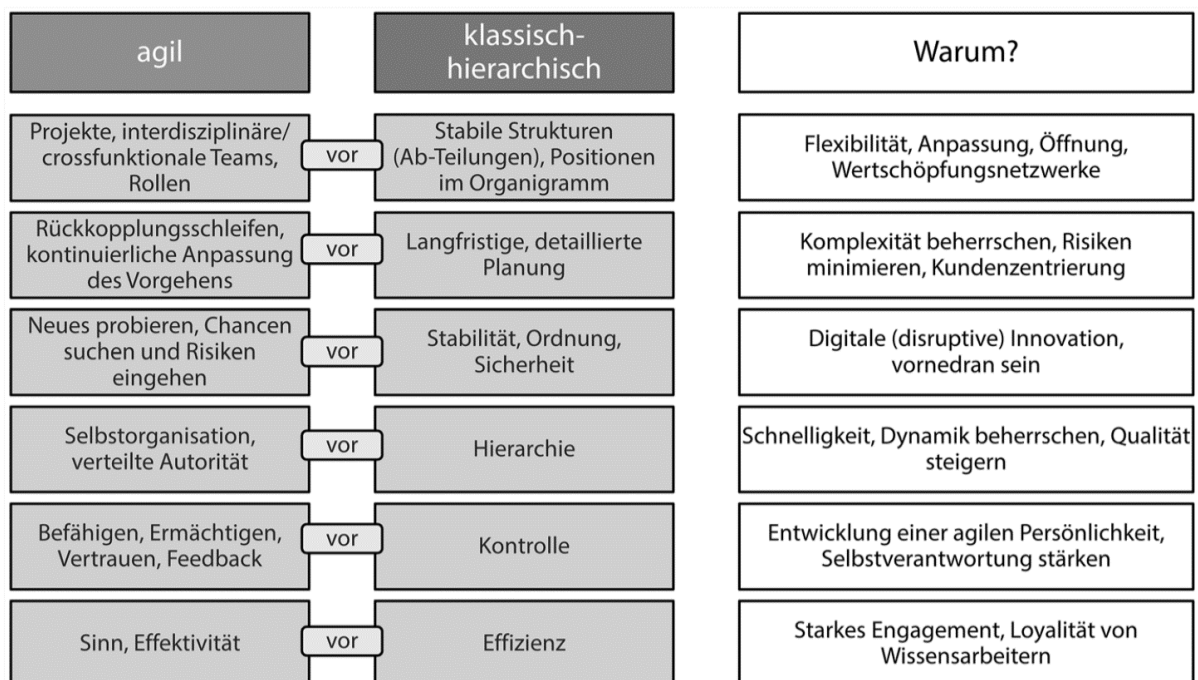 agil
klassisch-
hierarchisch
Warum?
Projekte, interdisziplinäre/
crossfunktionale Teams,
Rollen
vor
Stabile Strukturen
(Ab-Teilungen), Positionen
im Organigramm
Flexibilität, Anpassung, Öffnung,
Wertschöpfungsnetzwerke
Rückkopplungsschleifen,
kontinuierliche Anpassung
des Vorgehens
vor
Langfristige, detaillierte
Planung
Komplexität beherrschen, Risiken
minimieren, Kundenzentrierung
Neues probieren, Chancen
suchen und Risiken
eingehen
vor
Stabilität, Ordnung,
Sicherheit
Digitale (disruptive) Innovation,
vornedran sein
Selbstorganisation,
verteilte Autorität
vor
Hierarchie
Schnelligkeit, Dynamik beherrschen, Qualität
steigern
Befähigen, Ermächtigen,
Vertrauen, Feedback
vor
Kontrolle
Entwicklung einer agilen Persönlichkeit,
Selbstverantwortung stärken
Sinn, Effektivität
vor
Effizienz
Starkes Engagement, Loyalität von
Wissensarbeitern